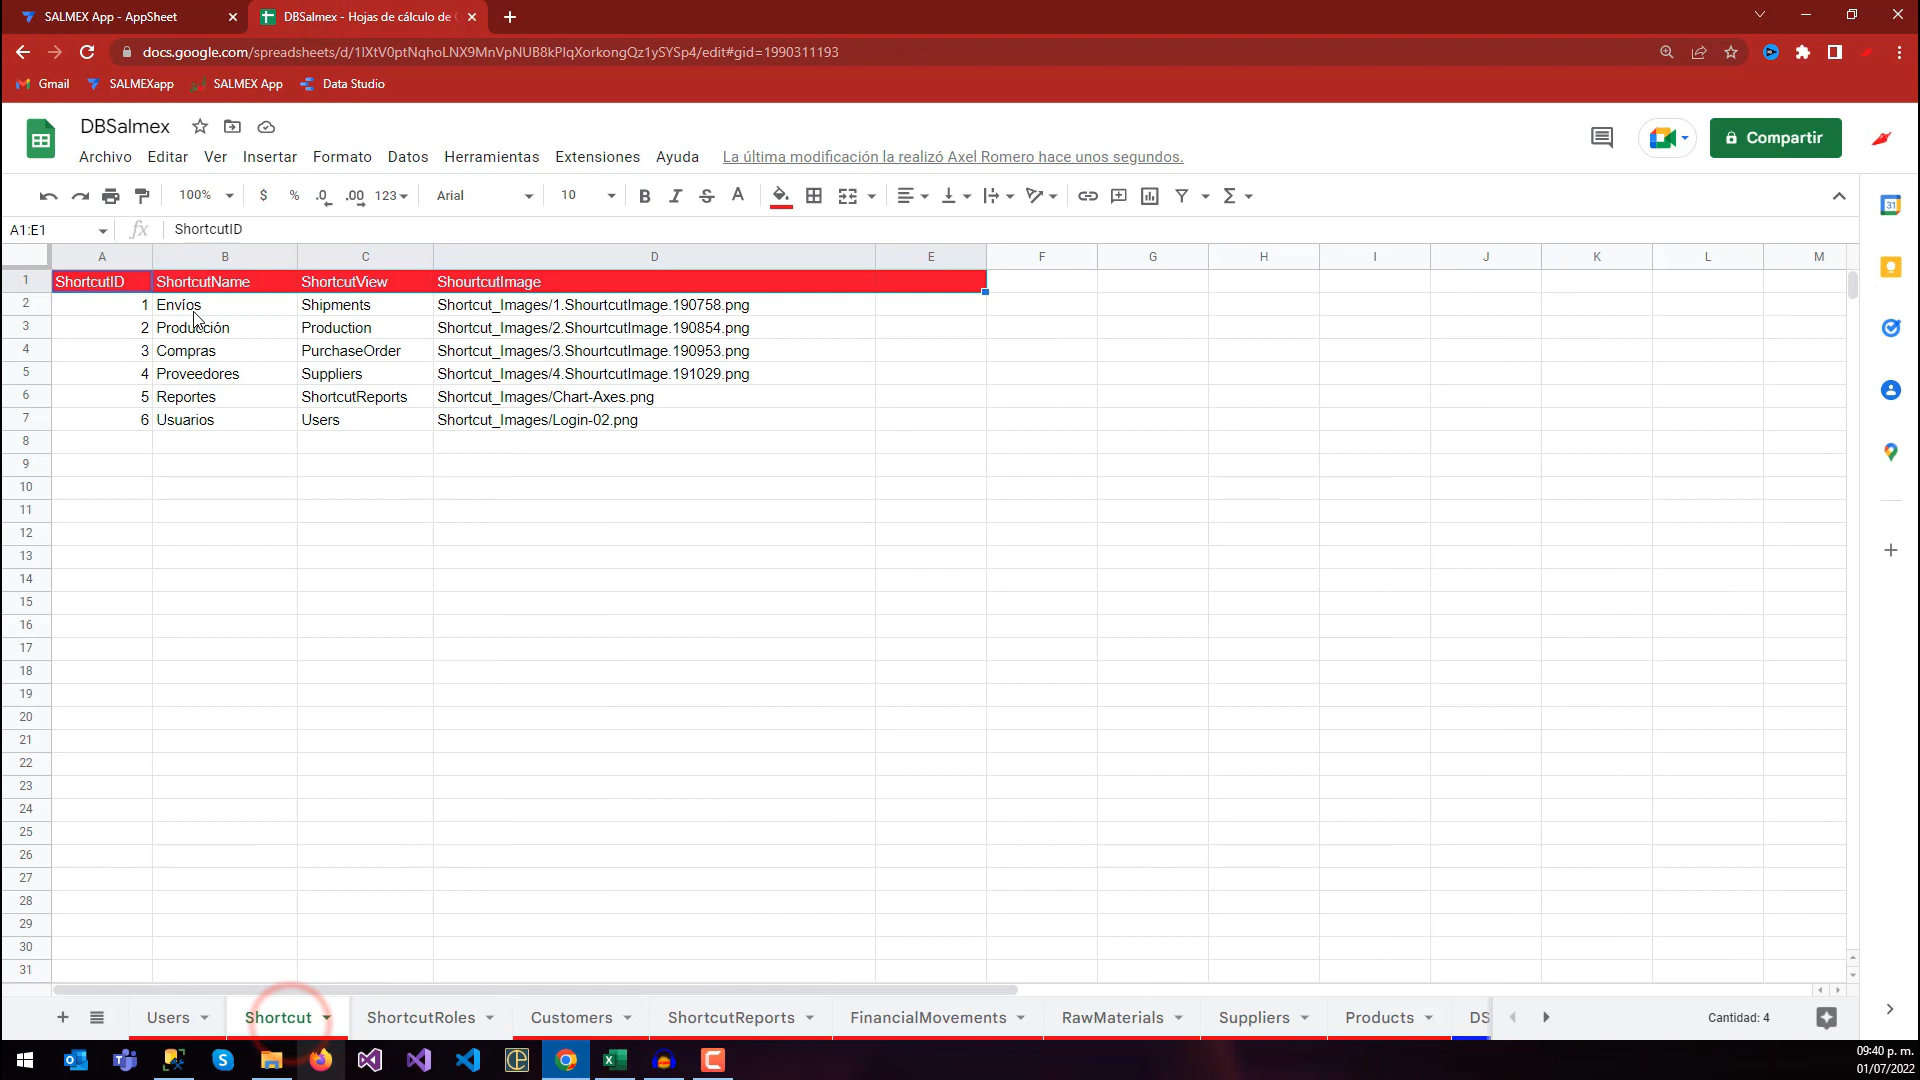 SALMEX App - AppSheet
DBSalmex - Hojas de cálculo de
docs.google.com/spreadsheets/d/1lXtV0ptNqhoLNX9MnVpNUB8kPlqXorkongQz1ySYSp4/edit#gid=1990311193
Gmail SALMEXapp SALMEX App Data Studio
DBSalmex
Compartir
Archivo Editar Ver Insertar Formato Datos Herramientas Extensiones Ayuda La última modificación la realizó Axel Romero hace unos segundos.
100% $ % .0 .00 123 Arial 10 B I S A
31
A1:E1 fx ShortcutID
A B C D E F G H I J K L M
1 ShortcutID ShortcutName ShortcutView ShourtcutImage
2 1 Envíos Shipments Shortcut_Images/1.ShourtcutImage.190758.png
3 2 Producción Production Shortcut_Images/2.ShourtcutImage.190854.png
4 3 Compras PurchaseOrder Shortcut_Images/3.ShourtcutImage.190953.png
5 4 Proveedores Suppliers Shortcut_Images/4.ShourtcutImage.191029.png
6 5 Reportes ShortcutReports Shortcut_Images/Chart-Axes.png
7 6 Usuarios Users Shortcut_Images/Login-02.png
8
9
10
11
12
13
14
15
16
17
18
19
20
21
22
23
24
25
26
27
28
29
30
31
Users Shortcut ShortcutRoles Customers ShortcutReports FinancialMovements RawMaterials Suppliers Products DS Cantidad: 4
09:40 p. m.
01/07/2022